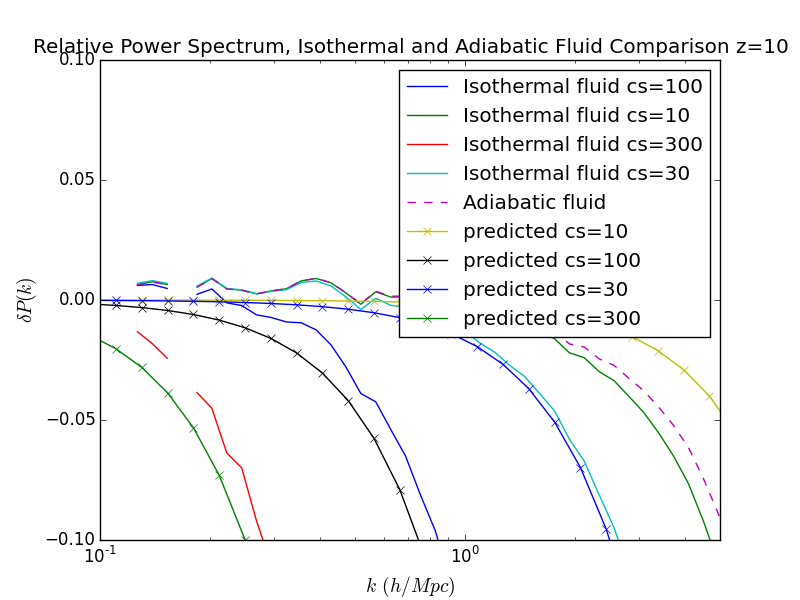 Relative Power Spectrum, Isothermal and Adiabatic Fluid Comparison z=10
0.10
0.05
0.00
−0.05
−0.10
δP(k)
Isothermal fluid cs=100
Isothermal fluid cs=10
Isothermal fluid cs=300
Isothermal fluid cs=30
Adiabatic fluid
predicted cs=10
predicted cs=100
predicted cs=30
predicted cs=300
10⁻¹ 10⁰
k (h/Mpc)